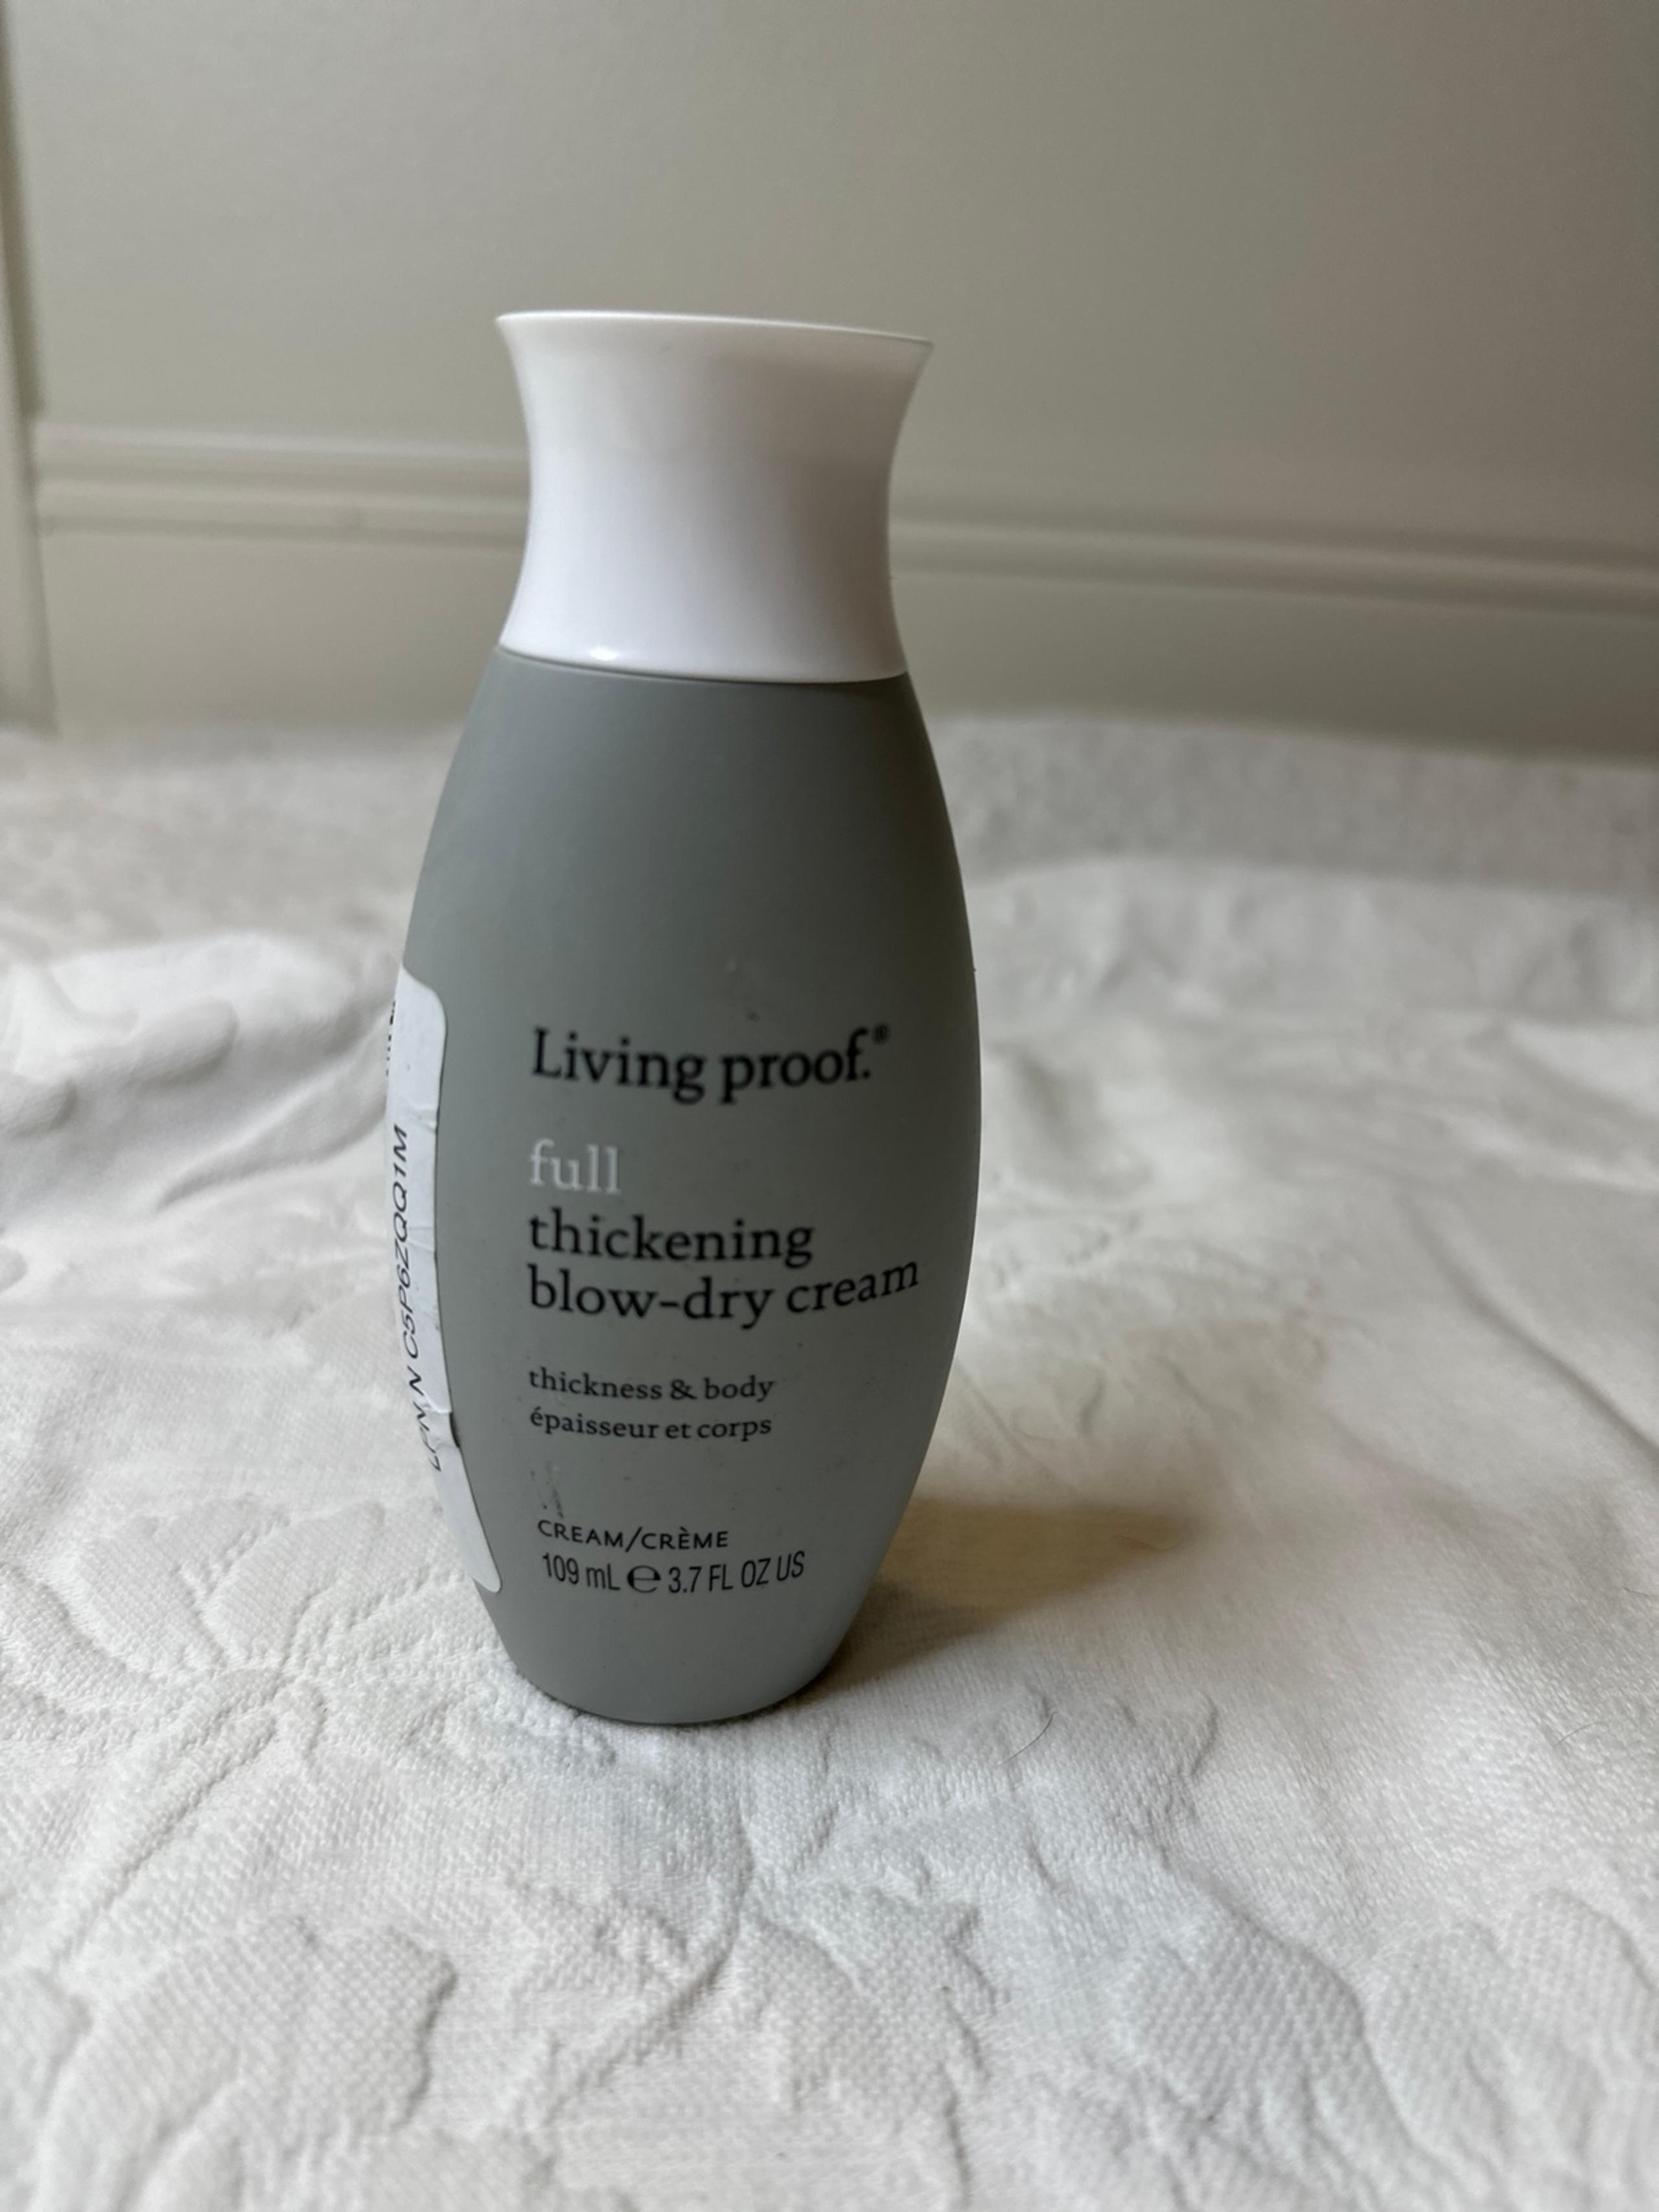 Living proof.®
full
thickening
blow-dry cream
thickness & body
épaisseur et corps
CREAM/CRÈME
109 mL ℮ 3.7 FL OZ US
N C5P6ZQQ1M